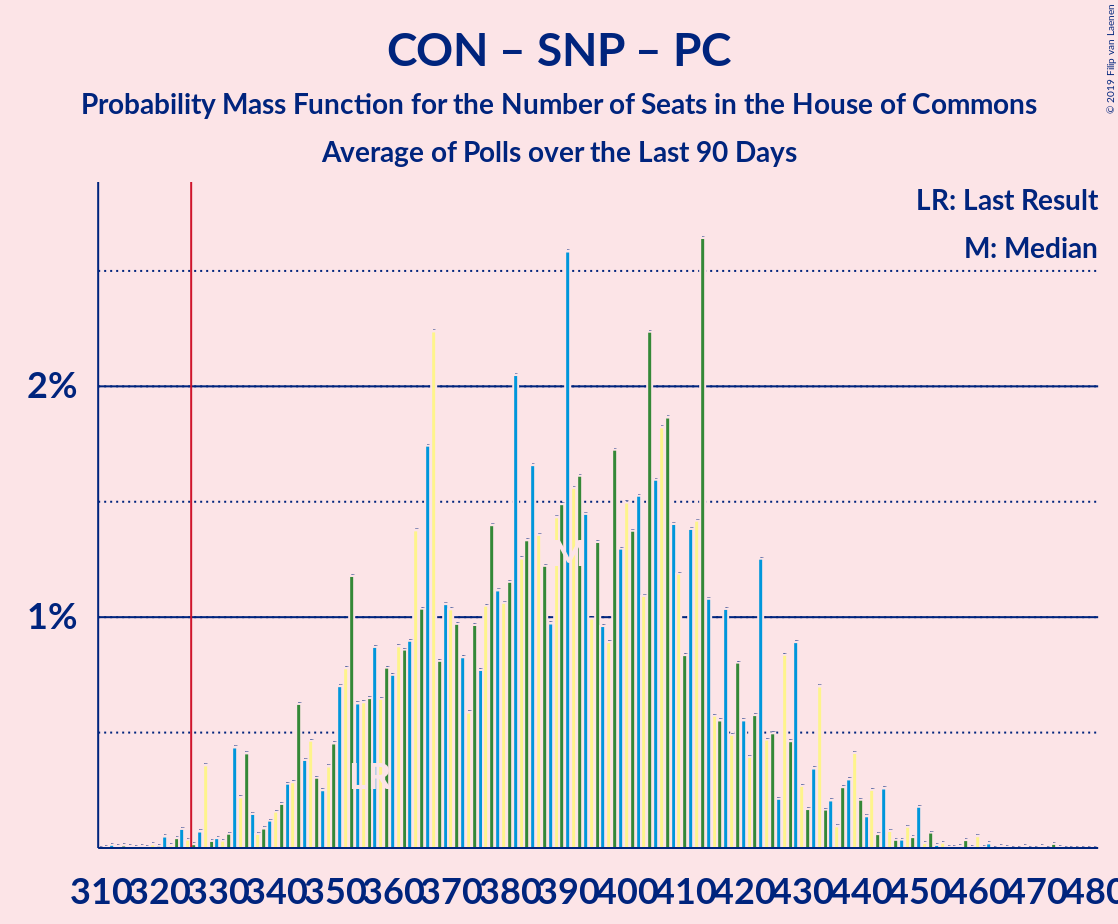 CON – SNP – PC
Probability Mass Function for the Number of Seats in the House of Commons
Average of Polls over the Last 90 Days
© 2019 Filip van Laenen
LR: Last Result
M: Median
2%
1%
M
LR
310 320 330 340 350 360 370 380 390 400 410 420 430 440 450 460 470 480